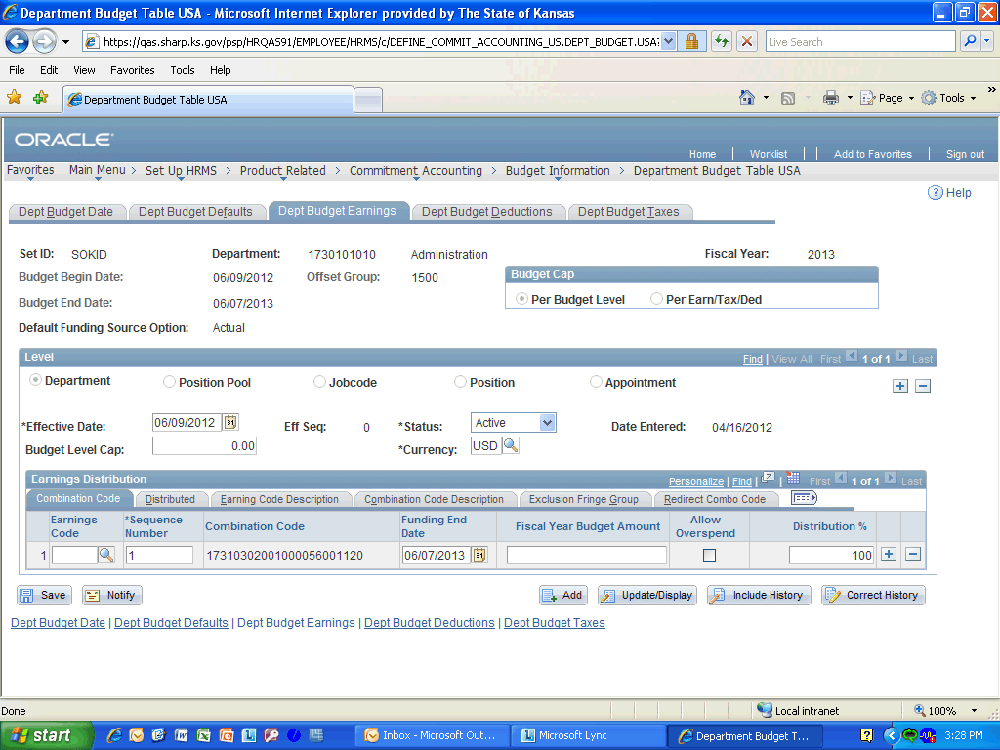 Department Budget Table USA - Microsoft Internet Explorer provided by The State of Kansas
https://qas.sharp.ks.gov/psp/HRQAS91/EMPLOYEE/HRMS/c/DEFINE_COMMIT_ACCOUNTING_US.DEPT_BUDGET.USA?
Live Search
File Edit View Favorites Tools Help
Department Budget Table USA
Page Tools »
ORACLE
Home | Worklist | | Add to Favorites | Sign out
Favorites Main Menu > Set Up HRMS > Product Related > Commitment Accounting > Budget Information > Department Budget Table USA
? Help
Dept Budget Date Dept Budget Defaults Dept Budget Earnings Dept Budget Deductions Dept Budget Taxes
Set ID: SOKID Department: 1730101010 Administration Fiscal Year: 2013
Budget Begin Date: 06/09/2012 Offset Group: 1500 Budget Cap
Budget End Date: 06/07/2013 Per Budget Level Per Earn/Tax/Ded
Default Funding Source Option: Actual
Level Find | View All First 1 of 1 Last
Department Position Pool Jobcode Position Appointment
*Effective Date: 06/09/2012 31 Eff Seq: 0 *Status: Active Date Entered: 04/16/2012
Budget Level Cap: 0.00 *Currency: USD
Earnings Distribution Personalize | Find | | First 1 of 1 Last
Combination Code Distributed Earning Code Description Combination Code Description Exclusion Fringe Group Redirect Combo Code
Earnings Code *Sequence Number Combination Code Funding End Date Fiscal Year Budget Amount Allow Overspend Distribution %
1 1 17310302001000056001120 06/07/2013 31 100
Save Notify Add Update/Display Include History Correct History
Dept Budget Date | Dept Budget Defaults | Dept Budget Earnings | Dept Budget Deductions | Dept Budget Taxes
Done Local intranet 100%
start Inbox - Microsoft Out... Microsoft Lync Department Budget T... 3:28 PM